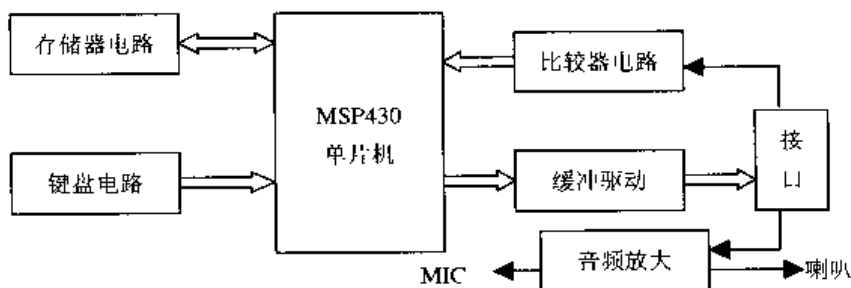 存储器电路
比较器电路
MSP430
单片机
接
口
键盘电路
缓冲驱动
音频放大
MIC
喇叭